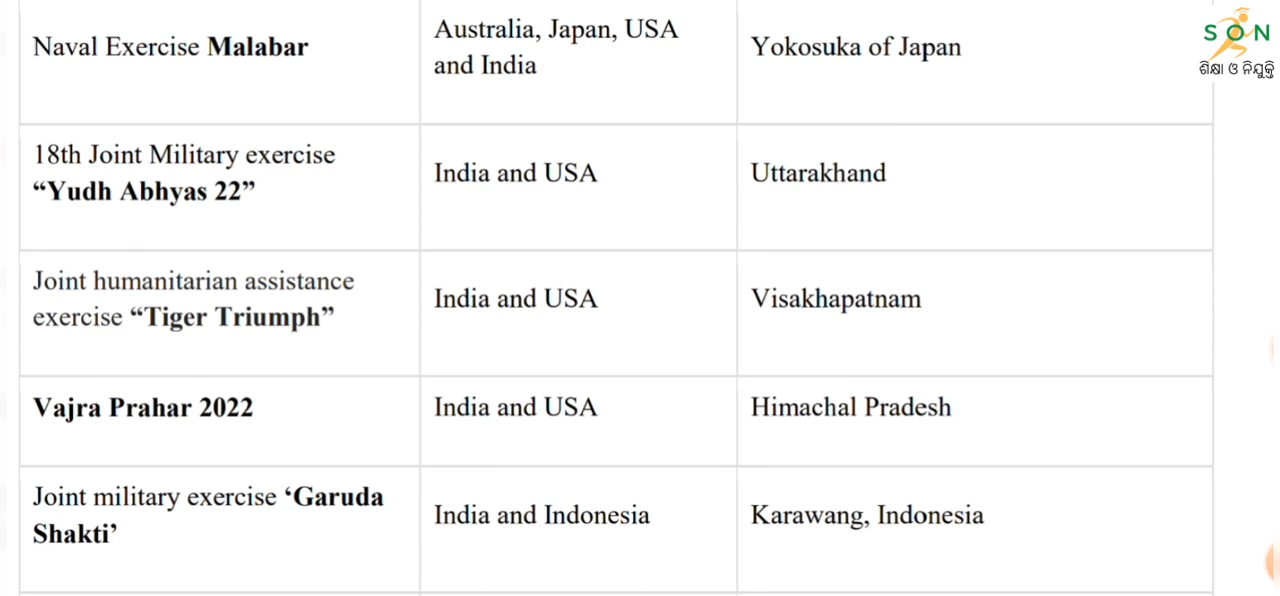 Naval Exercise Malabar
Australia, Japan, USA
and India
Yokosuka of Japan
SON
ଶିକ୍ଷା ଓ ନିଯୁକ୍ତି
18th Joint Military exercise
“Yudh Abhyas 22”
India and USA
Uttarakhand
Joint humanitarian assistance
exercise “Tiger Triumph”
India and USA
Visakhapatnam
Vajra Prahar 2022
India and USA
Himachal Pradesh
Joint military exercise ‘Garuda
Shakti’
India and Indonesia
Karawang, Indonesia